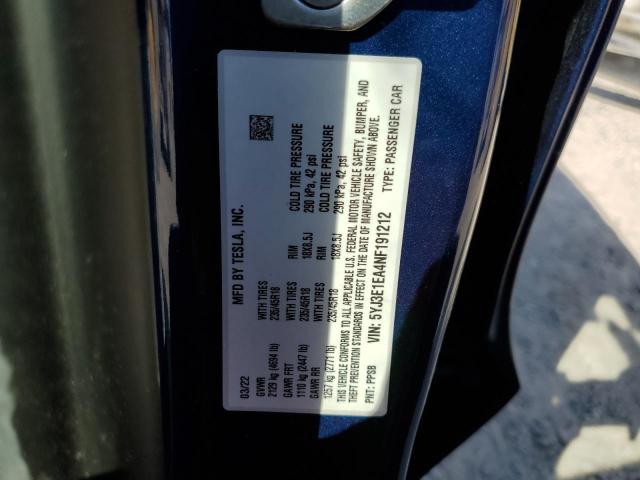 MFD BY TESLA, INC.
03/22
GVWR
2129 kg (4694 lb) WITH TIRES 235/45R18 RIM 18X8.5J COLD TIRE PRESSURE 290 kPa, 42 psi
GAWR FRT
1110 kg (2447 lb) WITH TIRES 235/45R18 RIM 18X8.5J COLD TIRE PRESSURE 290 kPa, 42 psi
GAWR RR
1257 kg (2771 lb)
THIS VEHICLE CONFORMS TO ALL APPLICABLE U.S. FEDERAL MOTOR VEHICLE SAFETY, BUMPER, AND
THEFT PREVENTION STANDARDS IN EFFECT ON THE DATE OF MANUFACTURE SHOWN ABOVE.
VIN: 5YJ3E1EA4NF191212
PNT: PPSB TYPE: PASSENGER CAR